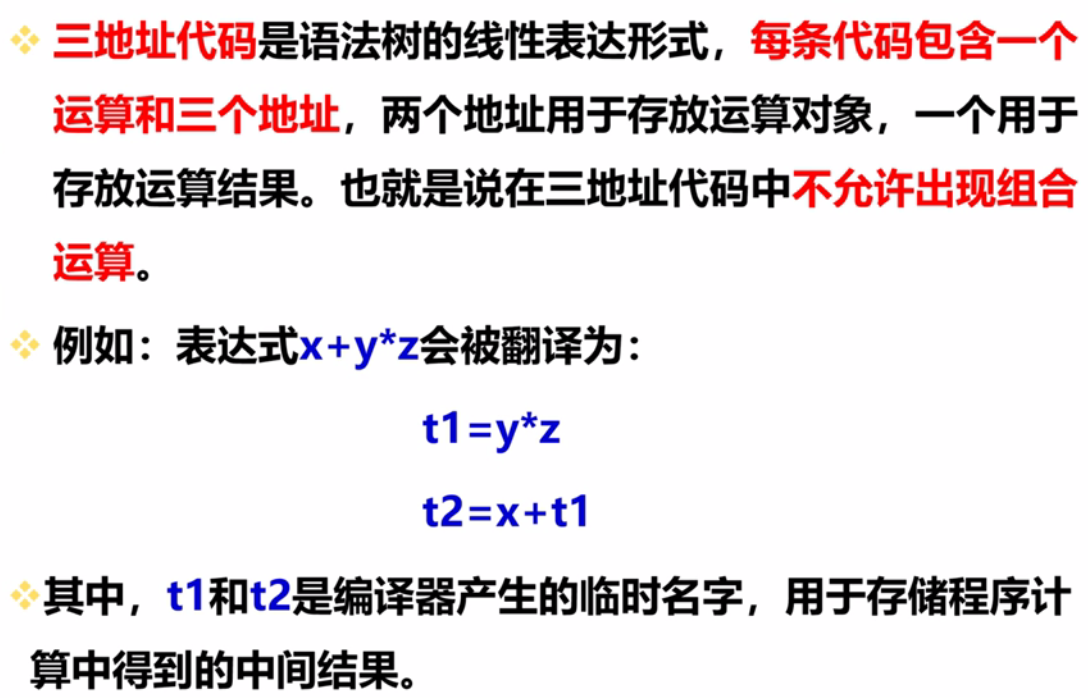 三地址代码是语法树的线性表达形式，每条代码包含一个
运算和三个地址，两个地址用于存放运算对象，一个用于
存放运算结果。也就是说在三地址代码中不允许出现组合
运算。
例如：表达式x+y*z会被翻译为：
t1=y*z
t2=x+t1
其中，t1和t2是编译器产生的临时名字，用于存储程序计
算中得到的中间结果。